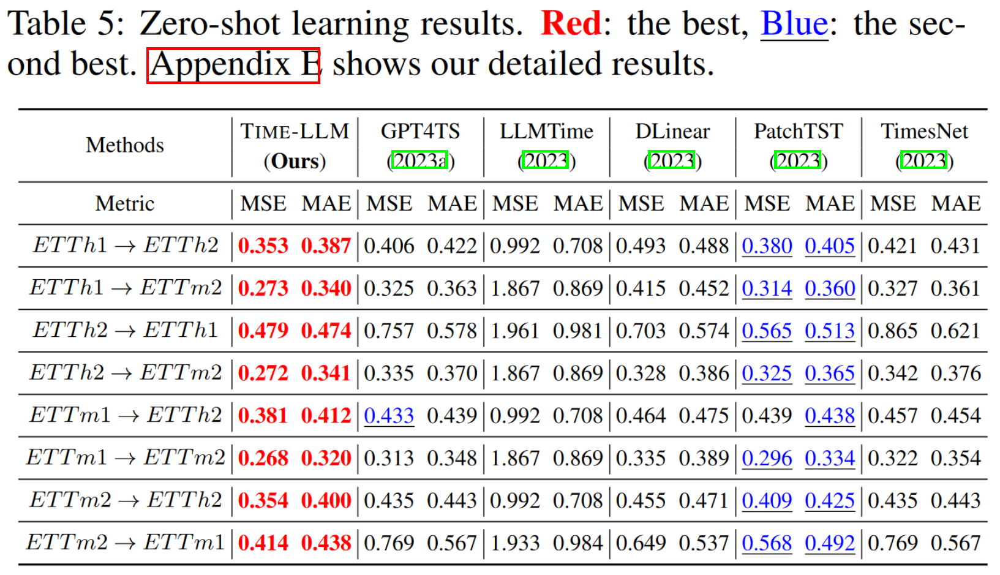 Table 5: Zero-shot learning results. Red: the best, Blue: the sec-
ond best. Appendix E shows our detailed results.
Methods TIME-LLM GPT4TS LLMTime DLinear PatchTST TimesNet
(Ours) (2023a) (2023) (2023) (2023) (2023)
Metric MSE MAE MSE MAE MSE MAE MSE MAE MSE MAE MSE MAE
ETTh1 → ETTh2 0.353 0.387 0.406 0.422 0.992 0.708 0.493 0.488 0.380 0.405 0.421 0.431
ETTh1 → ETTm2 0.273 0.340 0.325 0.363 1.867 0.869 0.415 0.452 0.314 0.360 0.327 0.361
ETTh2 → ETTh1 0.479 0.474 0.757 0.578 1.961 0.981 0.703 0.574 0.565 0.513 0.865 0.621
ETTh2 → ETTm2 0.272 0.341 0.335 0.370 1.867 0.869 0.328 0.386 0.325 0.365 0.342 0.376
ETTm1 → ETTh2 0.381 0.412 0.433 0.439 0.992 0.708 0.464 0.475 0.439 0.438 0.457 0.454
ETTm1 → ETTm2 0.268 0.320 0.313 0.348 1.867 0.869 0.335 0.389 0.296 0.334 0.322 0.354
ETTm2 → ETTh2 0.354 0.400 0.435 0.443 0.992 0.708 0.455 0.471 0.409 0.425 0.435 0.443
ETTm2 → ETTm1 0.414 0.438 0.769 0.567 1.933 0.984 0.649 0.537 0.568 0.492 0.769 0.567